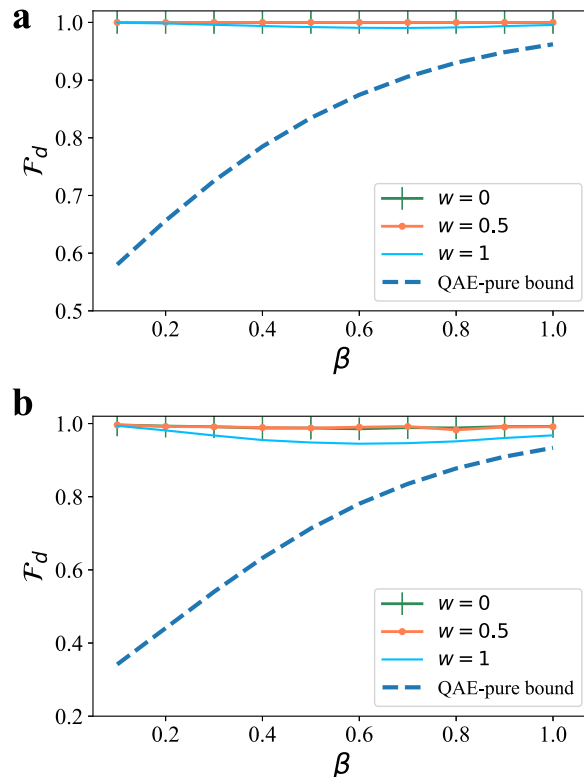 a
1.0
0.9
0.8
0.7
0.6
0.5
𝓕d
w = 0
w = 0.5
w = 1
QAE-pure bound
0.2 0.4 0.6 0.8 1.0
β
b
1.0
0.8
0.6
0.4
0.2
𝓕d
w = 0
w = 0.5
w = 1
QAE-pure bound
0.2 0.4 0.6 0.8 1.0
β